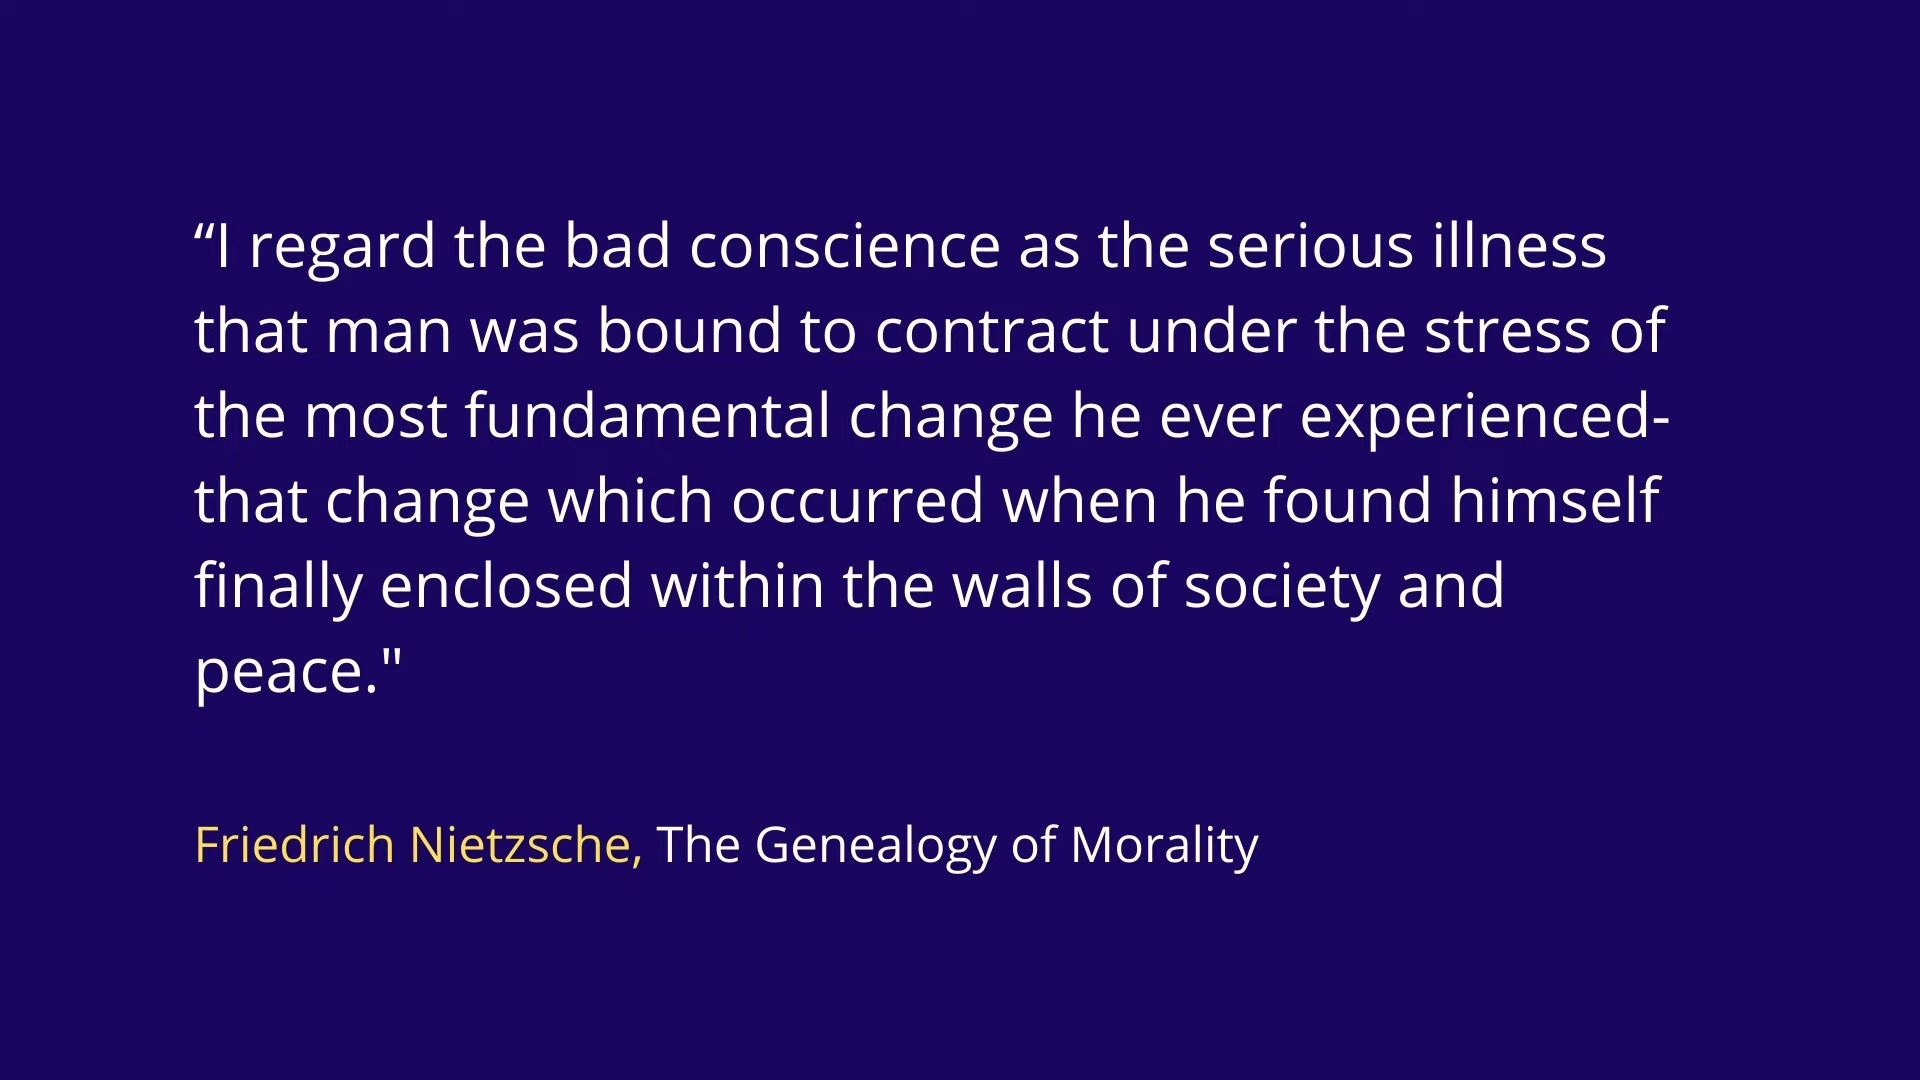 “I regard the bad conscience as the serious illness
that man was bound to contract under the stress of
the most fundamental change he ever experienced-
that change which occurred when he found himself
finally enclosed within the walls of society and
peace."
Friedrich Nietzsche, The Genealogy of Morality